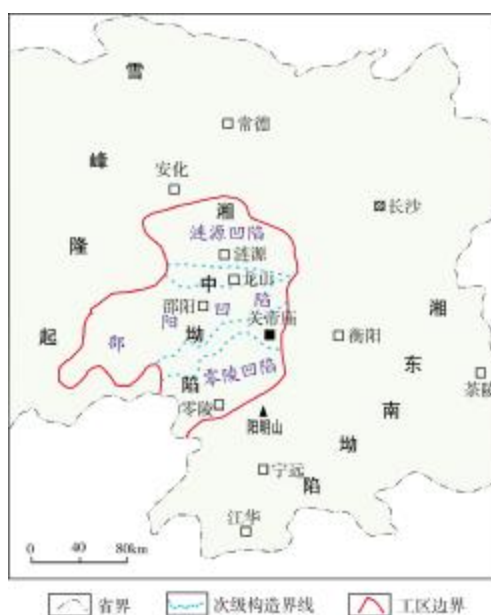 雪
常德
峰
安化
长沙
湘
隆
涟源凹陷
涟源
中
龙山
湘
邵阳
凹
陷
阳
关帝庙
起
邵
坳
衡阳
东
茶陵
零陵凹陷
陷
南
零陵
阳明山
坳
宁远
陷
江华
0 40 80km
省界 次级构造界线 工区边界